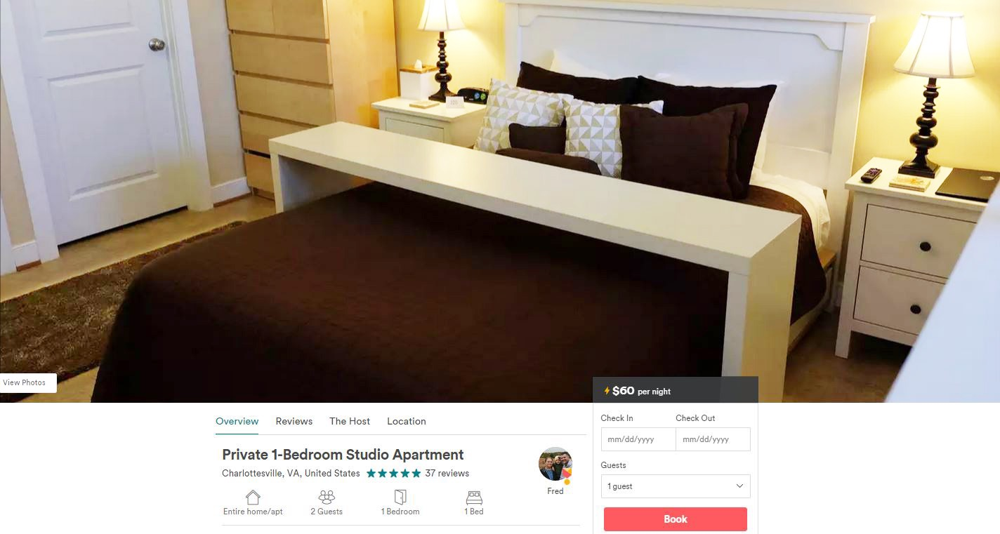 View Photos
$60 per night
Overview Reviews The Host Location
Check In Check Out
mm/dd/yyyy mm/dd/yyyy
Private 1-Bedroom Studio Apartment
Charlottesville, VA, United States 37 reviews
Fred
Entire home/apt 2 Guests 1 Bedroom 1 Bed
Guests
1 guest
Book